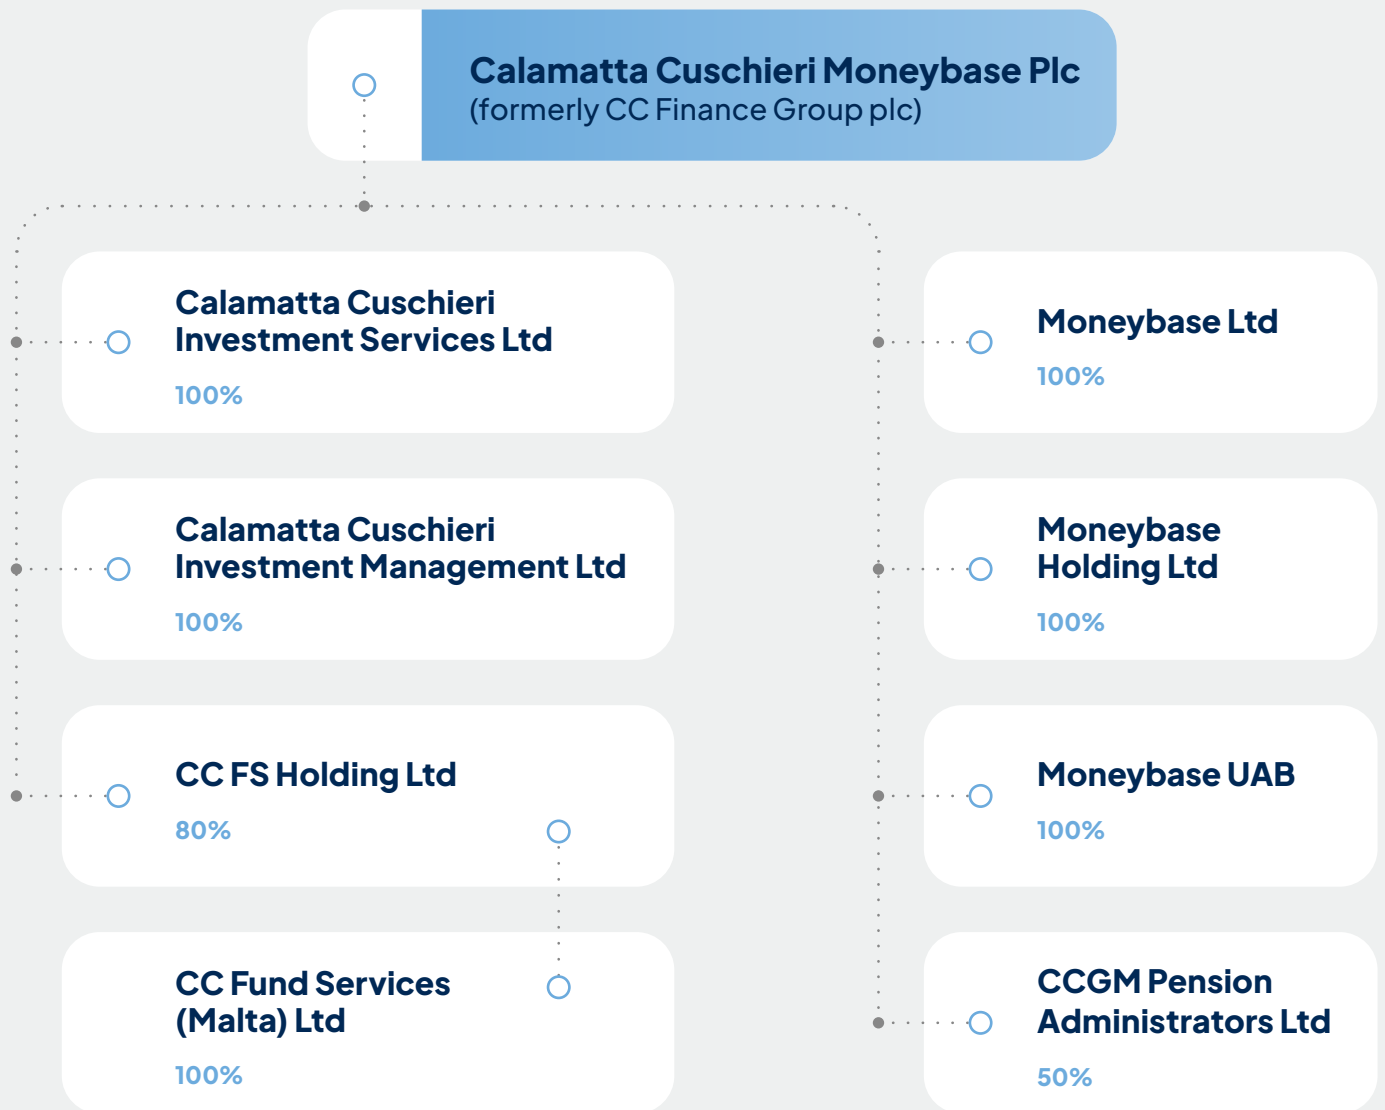 Calamatta Cuschieri Moneybase Plc
(formerly CC Finance Group plc)
Calamatta Cuschieri
Investment Services Ltd
100%
Calamatta Cuschieri
Investment Management Ltd
100%
CC FS Holding Ltd
80%
CC Fund Services
(Malta) Ltd
100%
Moneybase Ltd
100%
Moneybase
Holding Ltd
100%
Moneybase UAB
100%
CCGM Pension
Administrators Ltd
50%